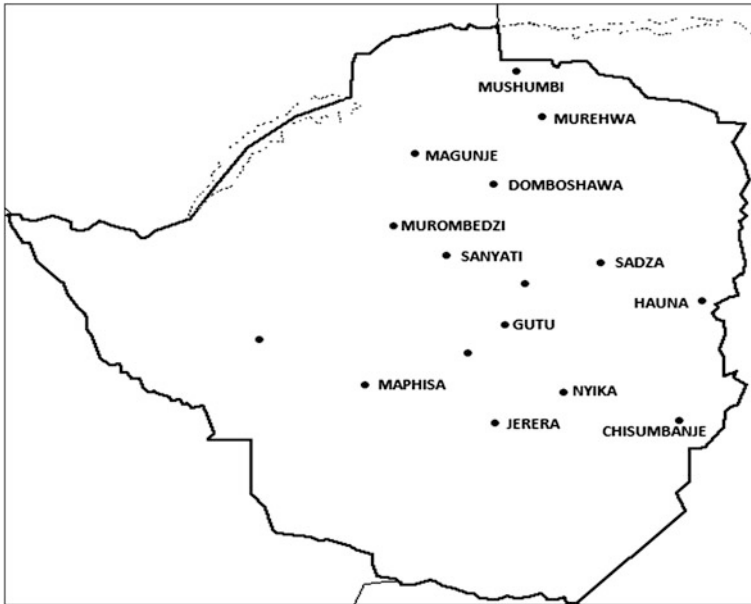 MUSHUMBI
MUREHWA
MAGUNJE
DOMBOSHAWA
MUROMBEDZI
SANYATI
SADZA
HAUNA
GUTU
MAPHISA
NYIKA
JERERA
CHISUMBANJE